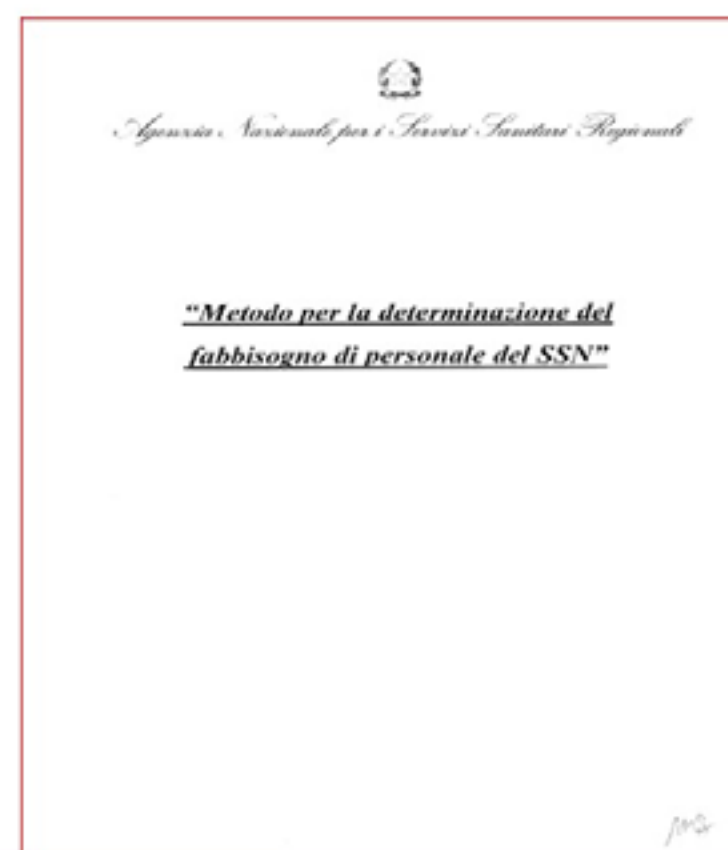 Agenzia Nazionale per i Servizi Sanitari Regionali
“Metodo per la determinazione del
fabbisogno di personale del SSN”